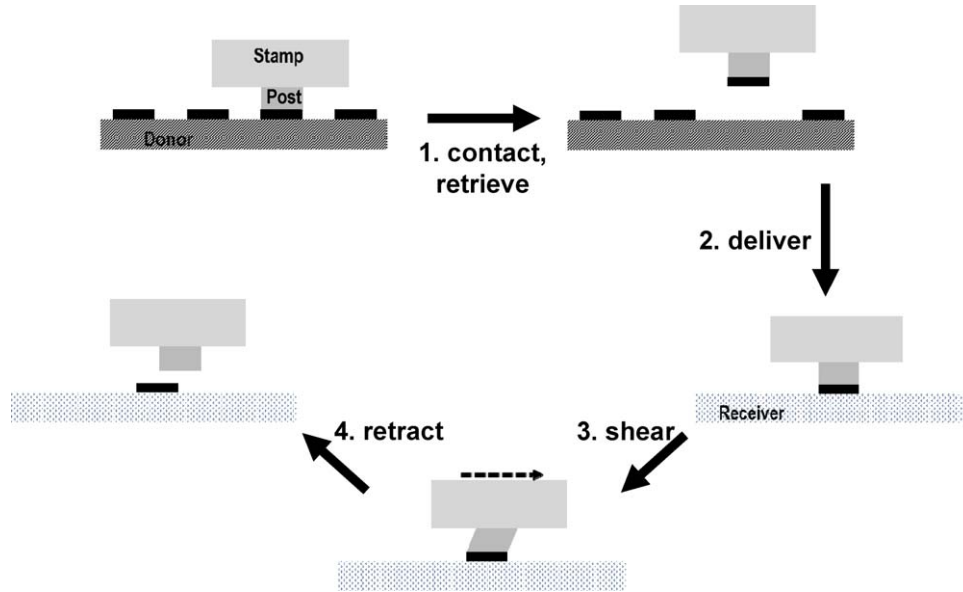 Stamp
Post
Donor
1. contact,
retrieve
2. deliver
Receiver
3. shear
4. retract